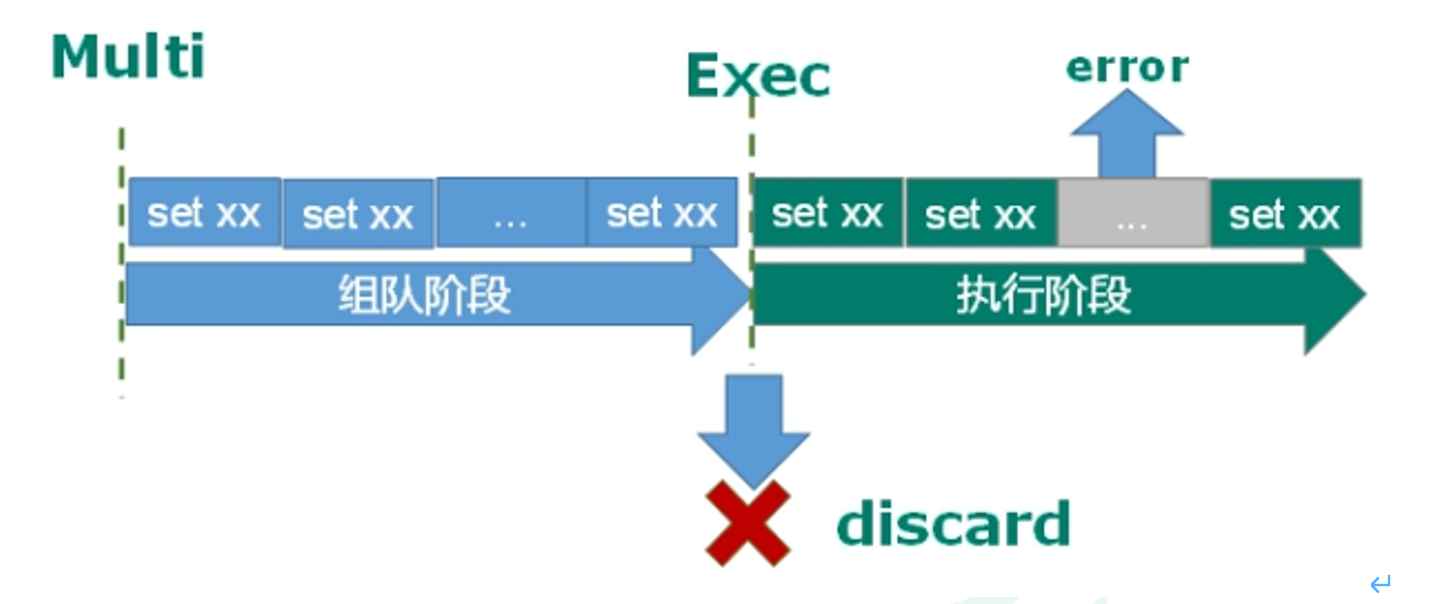 Multi
Exec
error
set xx
set xx
...
set xx
set xx
set xx
...
set xx
组队阶段
执行阶段
discard